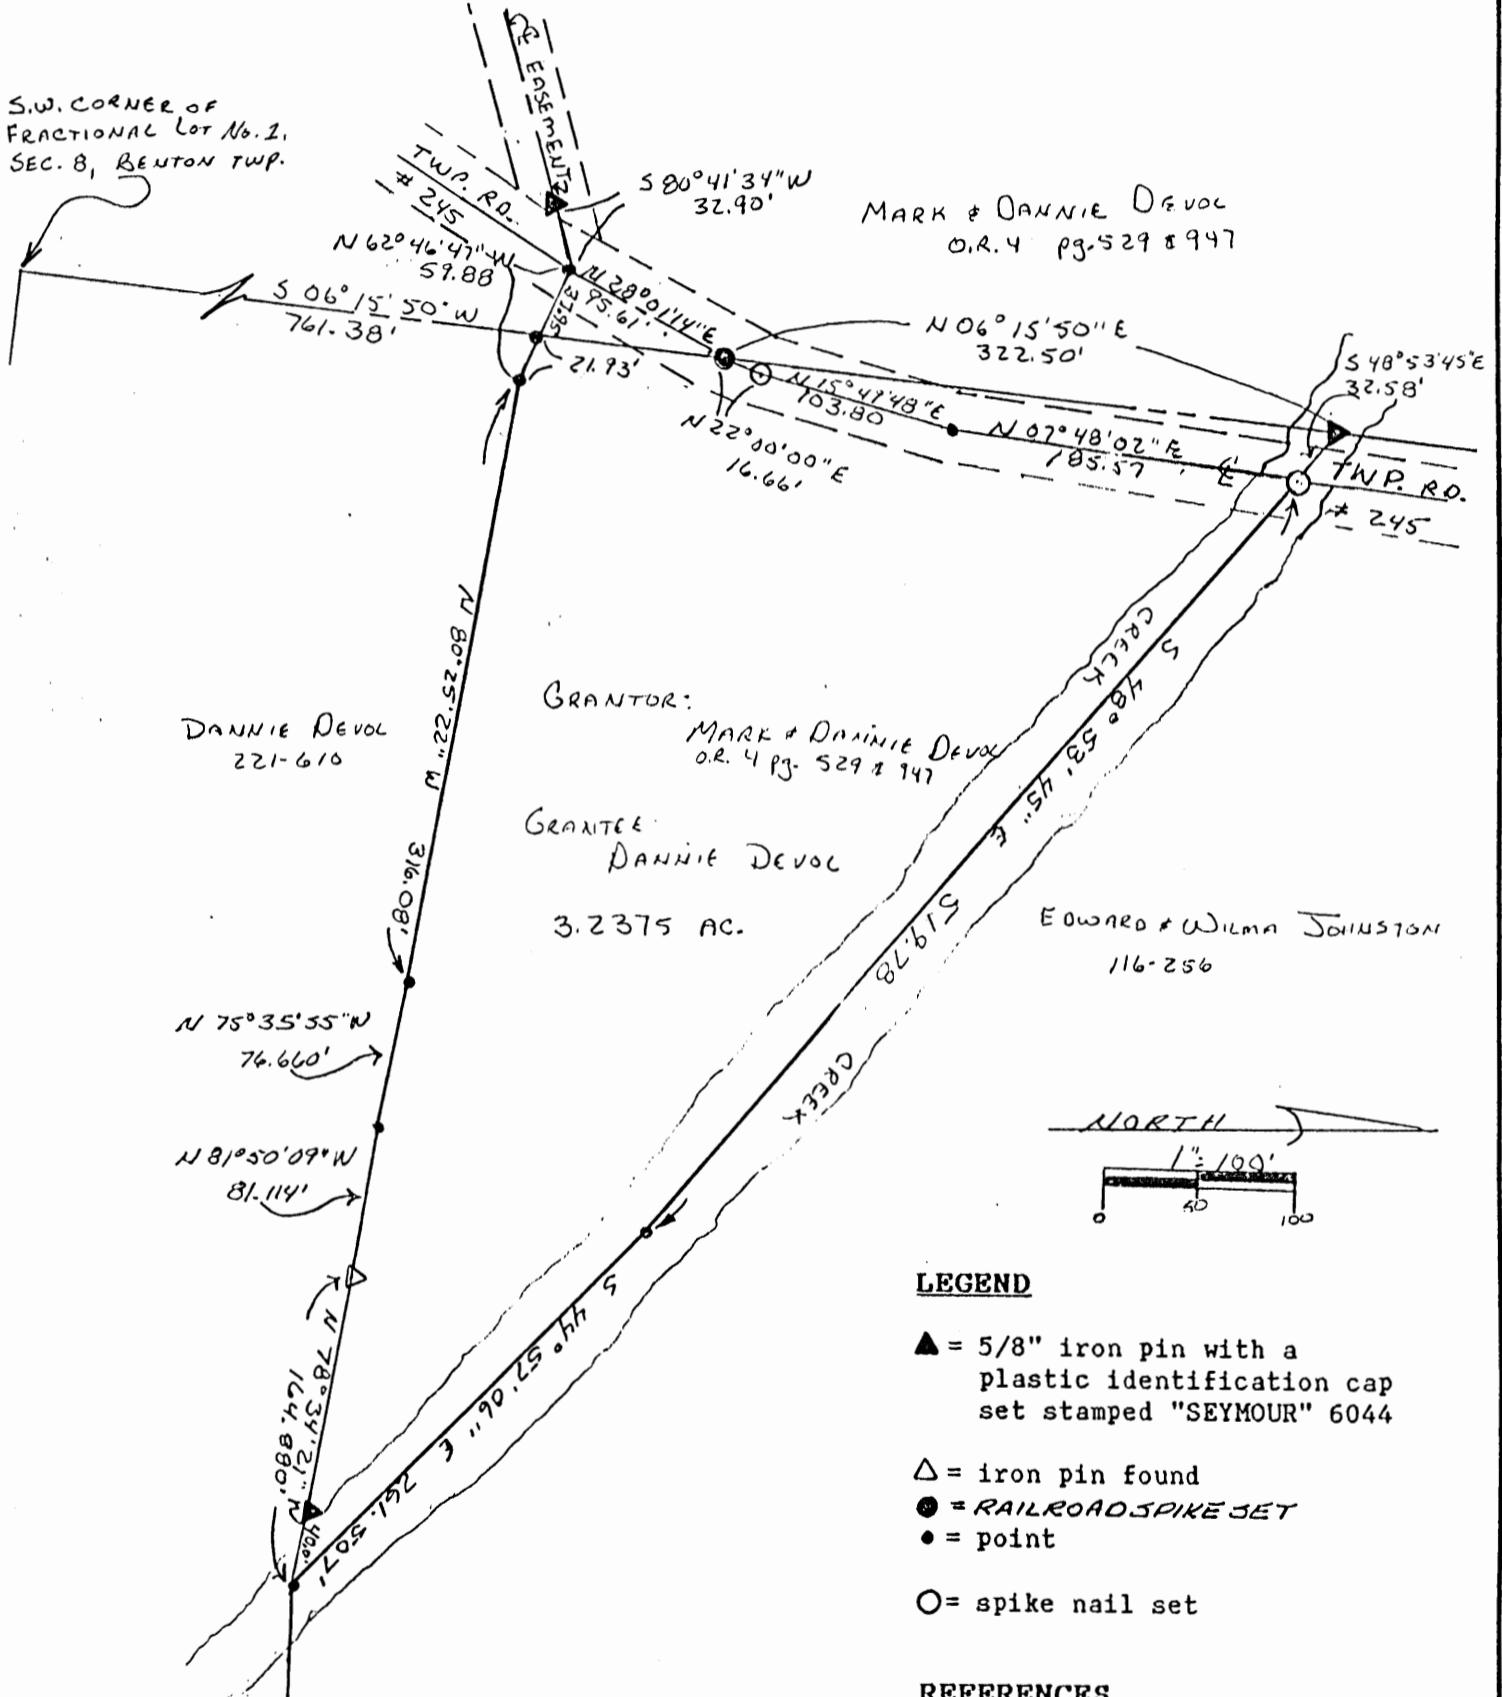 S.W. CORNER OF
FRACTIONAL LOT No. 1,
SEC. 8, BENTON TWP.
EASEMENT
TWP. RD.
# 245
S 80°41'34" W
32.90'
MARK & DANNIE DEVOL
O.R. 4 pg. 529 & 947
N 62°46'47" W
59.88
S 06°15'50" W
761.38'
37.95
N 28°01'14" E
95.61'
21.93'
N 06°15'50" E
322.50'
S 48°53'45" E
32.58'
N 15°49'48" E
103.80
N 22°00'00" E
16.66'
N 07°48'02" E
185.57'
TWP. RD.
# 245
N 80°25'22" W
316.08'
CREEK
S 48° 53' 45" E
519.78
CREEK
DANNIE DEVOL
221-610
GRANTOR:
MARK & DANNIE DEVOL
O.R. 4 pg. 529 & 947
GRANTEE
DANNIE DEVOL
3.2375 AC.
EDWARD & WILMA JOHNSTON
116-256
N 75°35'55" W
76.660'
N 81°50'09" W
81.114'
N 78°34'21" W
164.880'
40.0'
S 44° 57' 06" E 261.507'
NORTH
1" = 100'
0 50 100
LEGEND
▲ = 5/8" iron pin with a
plastic identification cap
set stamped "SEYMOUR" 6044
△ = iron pin found
● = RAILROAD SPIKE SET
• = point
○ = spike nail set
REFERENCES